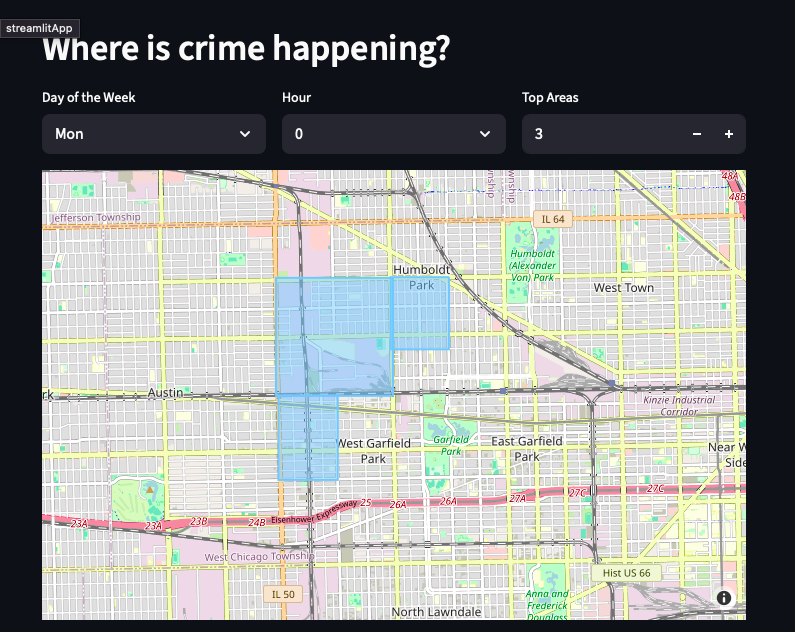 streamlitApp
Where is crime happening?
Day of the Week
Hour
Top Areas
Mon
0
3
48A
48B
Jefferson Township
IL 64
Humboldt
(Alexander
Von) Park
Humboldt
Park
West Town
Austin
rk
Kinzie Industrial
Corridor
West Garfield
Park
Garfield
Park
East Garfield
Park
Near W
Side
23A
23A
23B
24B
Eisenhower Expressway
25
26A
26A
27A
27C
27C
West Chicago Township
Hist US 66
IL 50
North Lawndale
Anna and
Frederick
Douglass